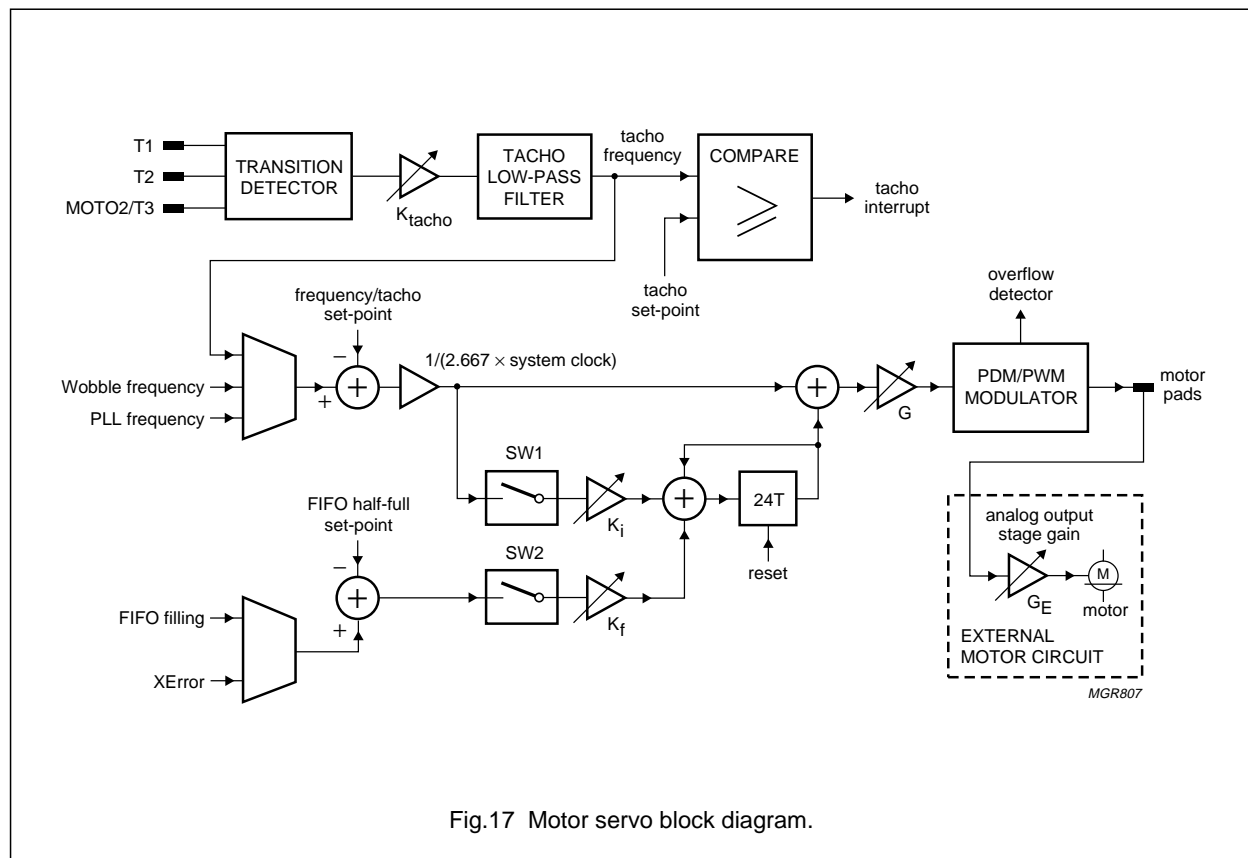 T1
T2
MOTO2/T3
TRANSITION
DETECTOR
Ktacho
TACHO
LOW-PASS
FILTER
tacho
frequency
COMPARE
tacho
interrupt
tacho
set-point
frequency/tacho
set-point
−
+
+
Wobble frequency
PLL frequency
1/(2.667 × system clock)
+
G
overflow
detector
PDM/PWM
MODULATOR
motor
pads
SW1
Ki
+
24T
reset
FIFO half-full
set-point
−
+
+
SW2
Kf
FIFO filling
XError
analog output
stage gain
GE
M
motor
EXTERNAL
MOTOR CIRCUIT
MGR807
Fig.17 Motor servo block diagram.